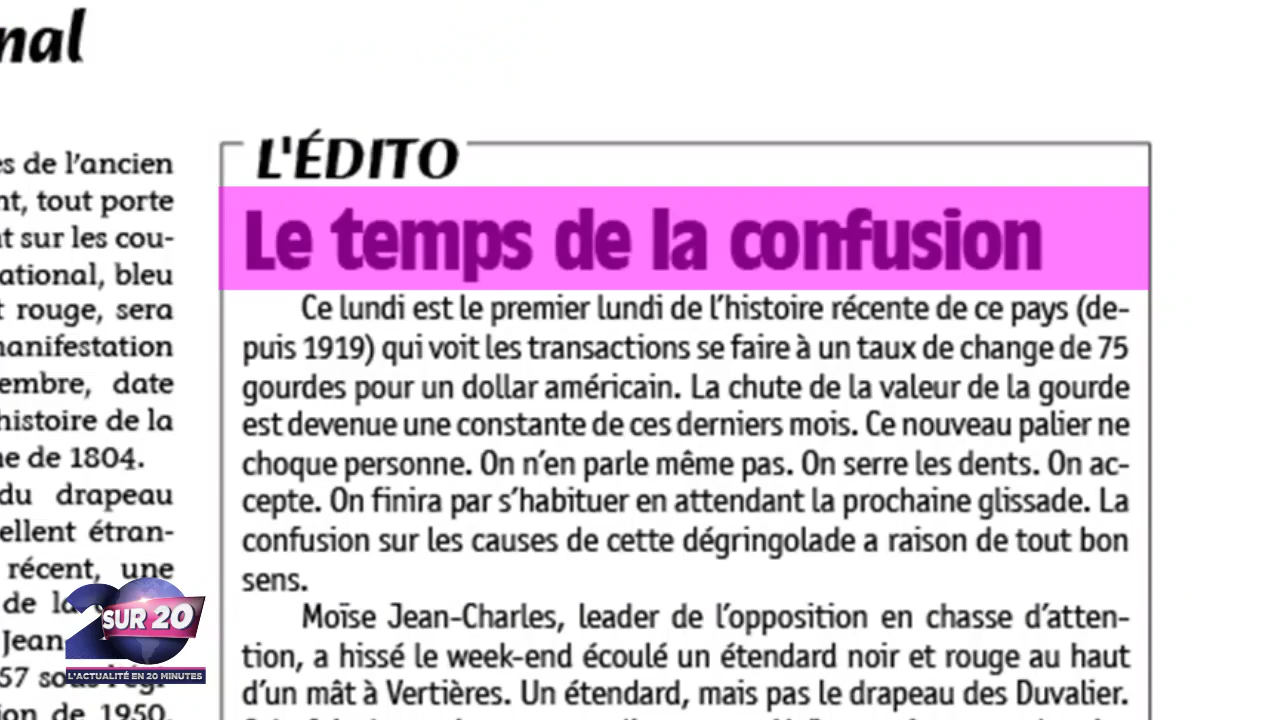 nal
es de l'ancien
nt, tout porte
t sur les cou-
ational, bleu
t rouge, sera
manifestation
embre, date
histoire de la
ne de 1804.
du drapeau
ellent étran-
récent, une
de la
Jean
57
ion de 1950.
L'ÉDITO
Le temps de la confusion
Ce lundi est le premier lundi de l'histoire récente de ce pays (de-
puis 1919) qui voit les transactions se faire à un taux de change de 75
gourdes pour un dollar américain. La chute de la valeur de la gourde
est devenue une constante de ces derniers mois. Ce nouveau palier ne
choque personne. On n'en parle même pas. On serre les dents. On ac-
cepte. On finira par s'habituer en attendant la prochaine glissade. La
confusion sur les causes de cette dégringolade a raison de tout bon
sens.
Moïse Jean-Charles, leader de l'opposition en chasse d'atten-
tion, a hissé le week-end écoulé un étendard noir et rouge au haut
d'un mât à Vertières. Un étendard, mais pas le drapeau des Duvalier.
20 SUR 20
L'ACTUALITÉ EN 20 MINUTES